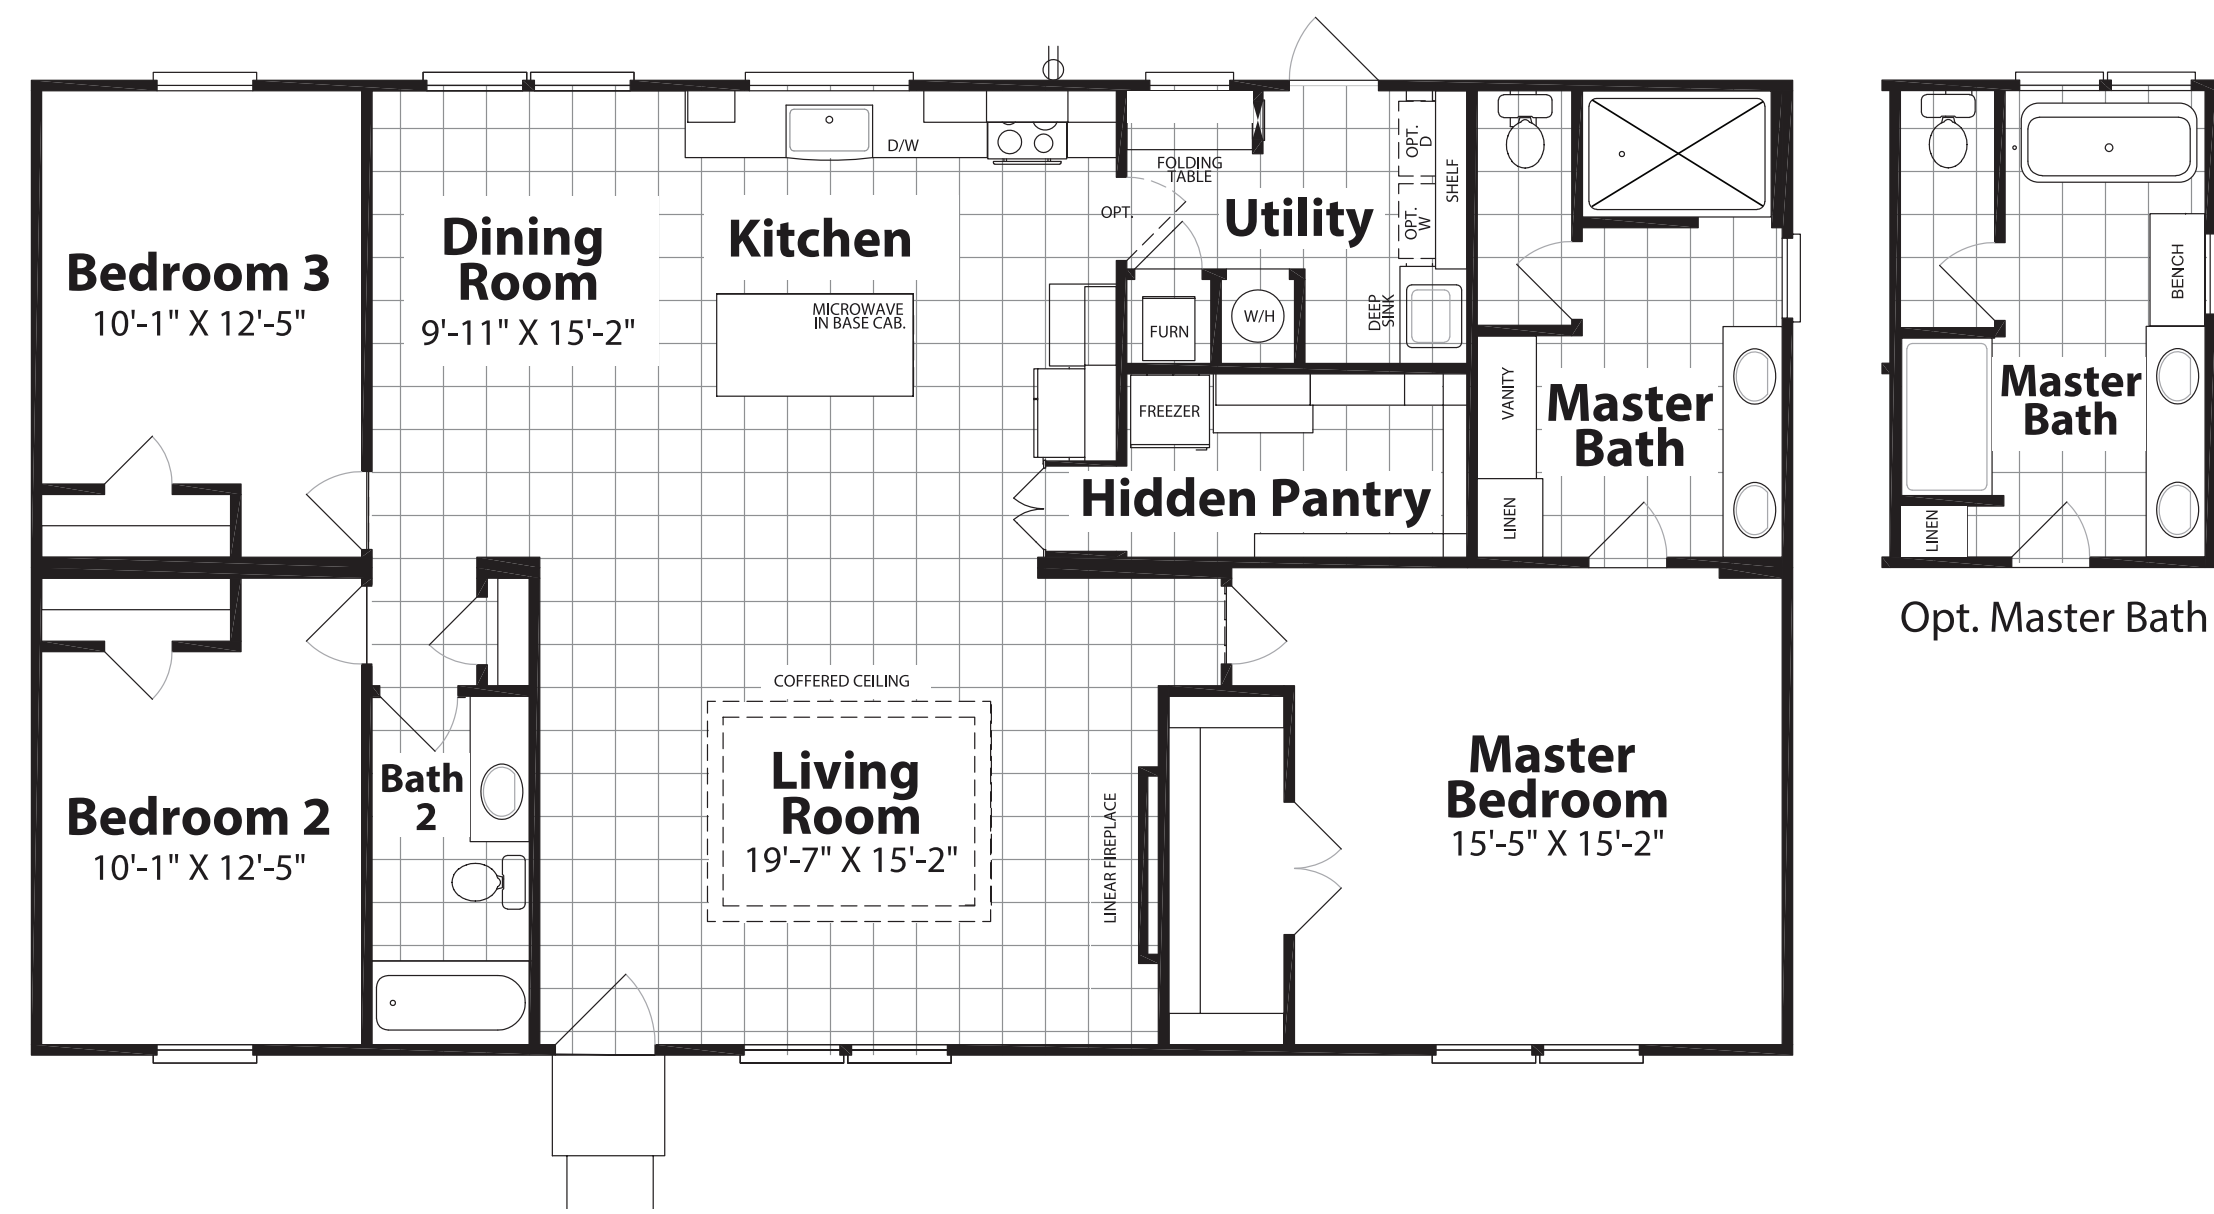 Bedroom 3
10'-1" X 12'-5"
Dining
Room
9'-11" X 15'-2"
Kitchen
D/W
MICROWAVE
IN BASE CAB.
OPT.
FOLDING
TABLE
Utility
OPT.
D
OPT.
W
SHELF
DEEP
SINK
FURN
W/H
FREEZER
Hidden Pantry
VANITY
LINEN
Master
Bath
BENCH
Master
Bath
LINEN
Opt. Master Bath
Bedroom 2
10'-1" X 12'-5"
Bath
2
COFFERED CEILING
Living
Room
19'-7" X 15'-2"
LINEAR FIREPLACE
Master
Bedroom
15'-5" X 15'-2"